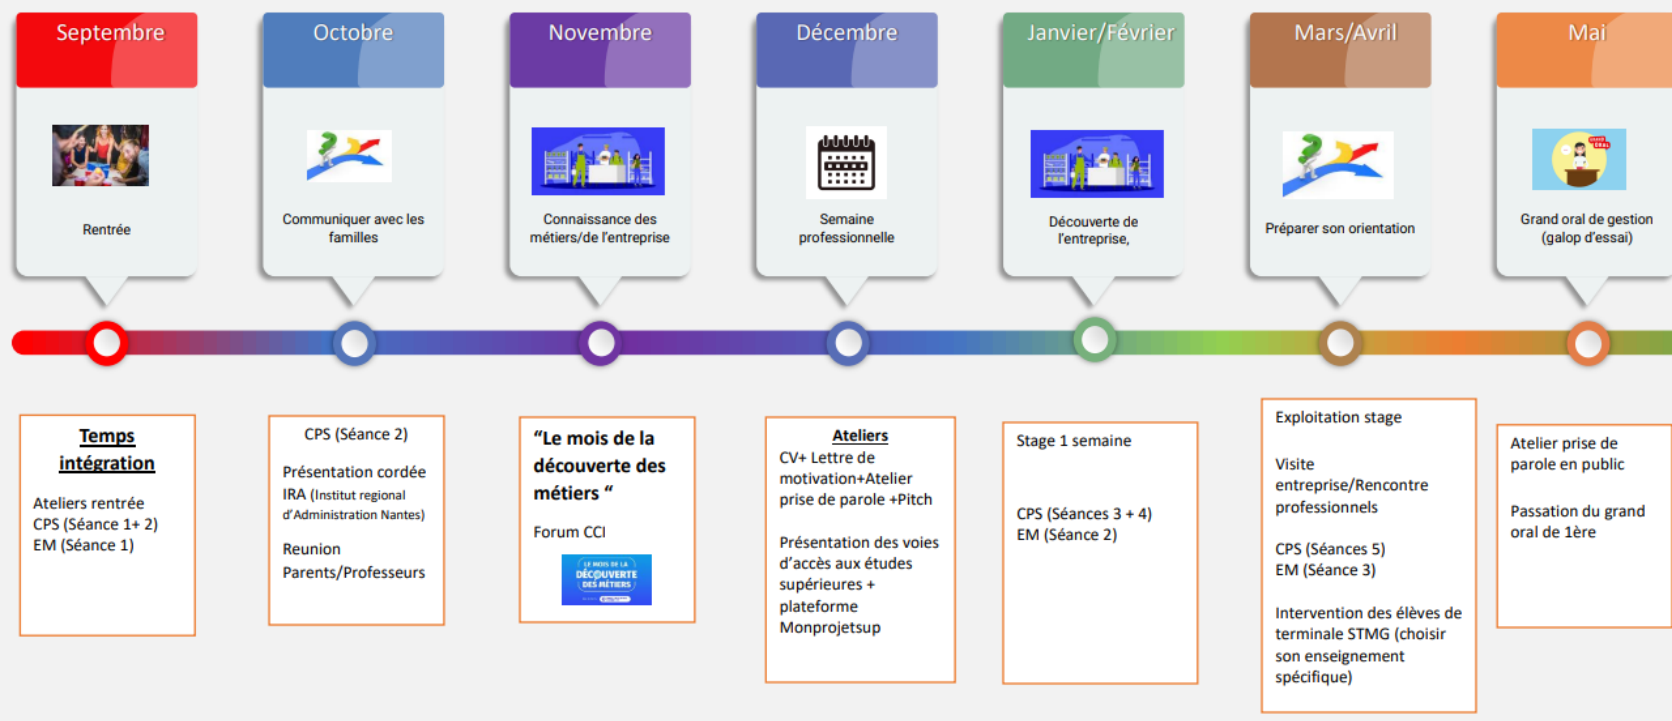 Septembre
Rentrée
Octobre
Communiquer avec les
familles
Novembre
Connaissance des
métiers/de l'entreprise
Décembre
Semaine
professionnelle
Janvier/Février
Découverte de
l'entreprise,
Mars/Avril
Préparer son orientation
Mai
GRAND
ORAL
Grand oral de gestion
(galop d'essai)
Temps
intégration
Ateliers rentrée
CPS (Séance 1+ 2)
EM (Séance 1)
CPS (Séance 2)
Présentation cordée
IRA (Institut regional
d'Administration Nantes)
Reunion
Parents/Professeurs
“Le mois de la
découverte des
métiers “
Forum CCI
LE MOIS DE LA
DÉCOUVERTE
DES MÉTIERS
Ateliers
CV+ Lettre de
motivation+Atelier
prise de parole +Pitch
Présentation des voies
d'accès aux études
supérieures +
plateforme
Monprojetsup
Stage 1 semaine
CPS (Séances 3 + 4)
EM (Séance 2)
Exploitation stage
Visite
entreprise/Rencontre
professionnels
CPS (Séances 5)
EM (Séance 3)
Intervention des élèves de
terminale STMG (choisir
son enseignement
spécifique)
Atelier prise de
parole en public
Passation du grand
oral de 1ère